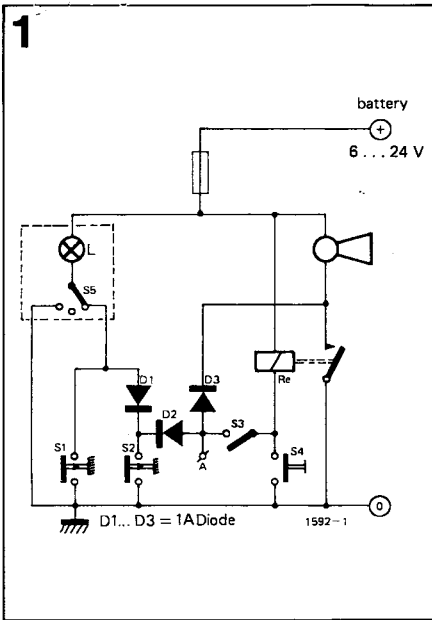 1
battery
+
6 . . . 24 V
L
S5
D1
D3
Re
D2
S3
S1
S2
A
S4
0
D1... D3 = 1A Diode
1592-1